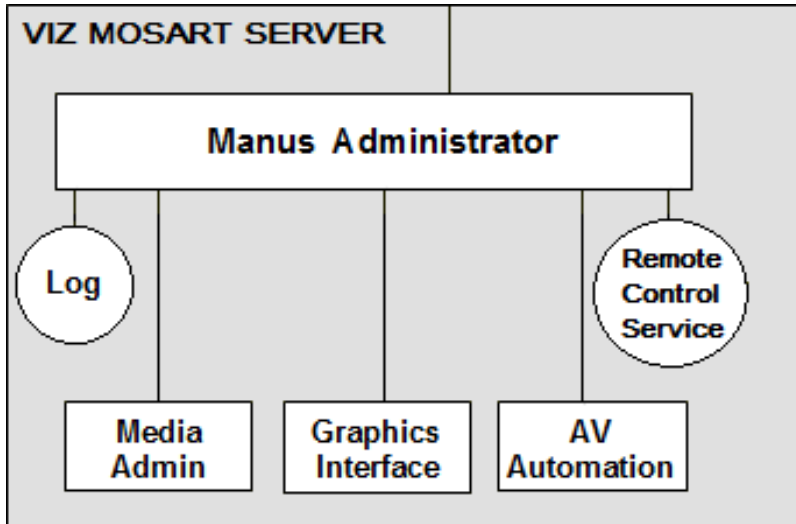 VIZ MOSART SERVER
Manus Administrator
Log
Remote
Control
Service
Media
Admin
Graphics
Interface
AV
Automation